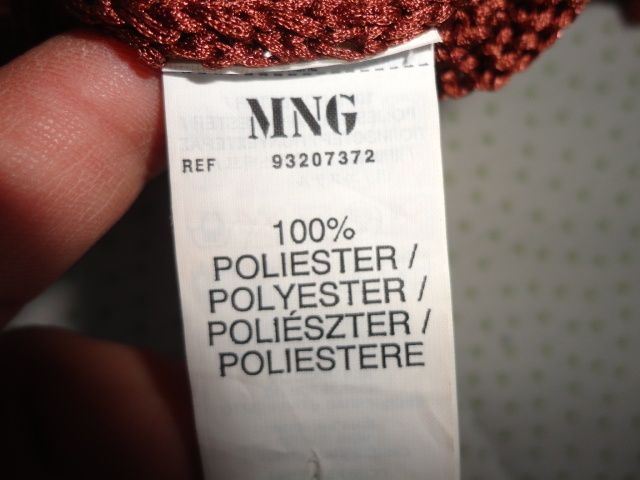 MNG
REF 93207372
100%
POLIESTER /
POLYESTER /
POLIÉSZTER /
POLIESTERE